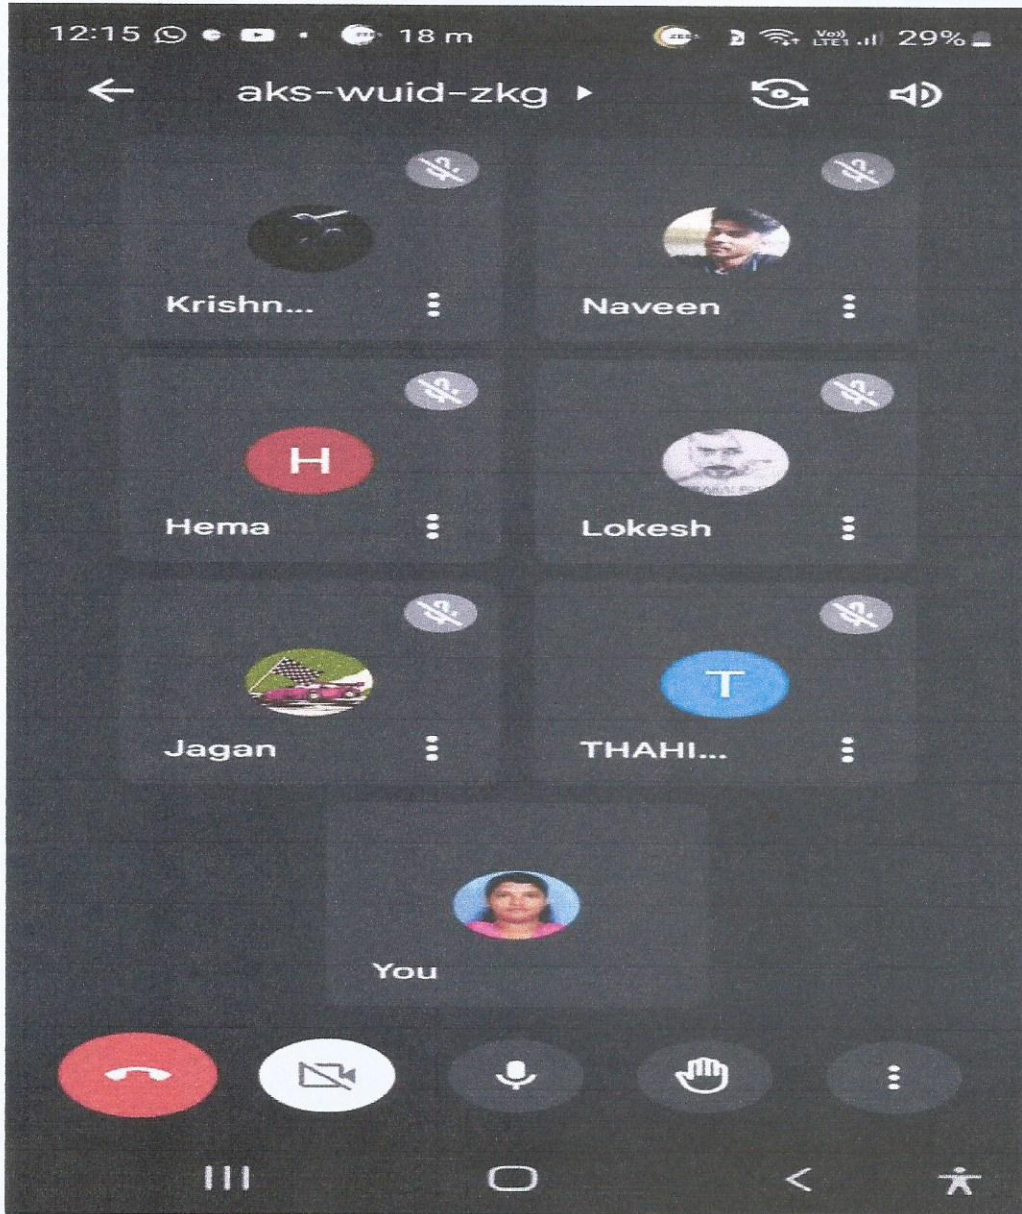 12:15 18 m 29%
aks-wuid-zkg
Krishn... Naveen
H
Hema Lokesh
T
Jagan THAHI...
You